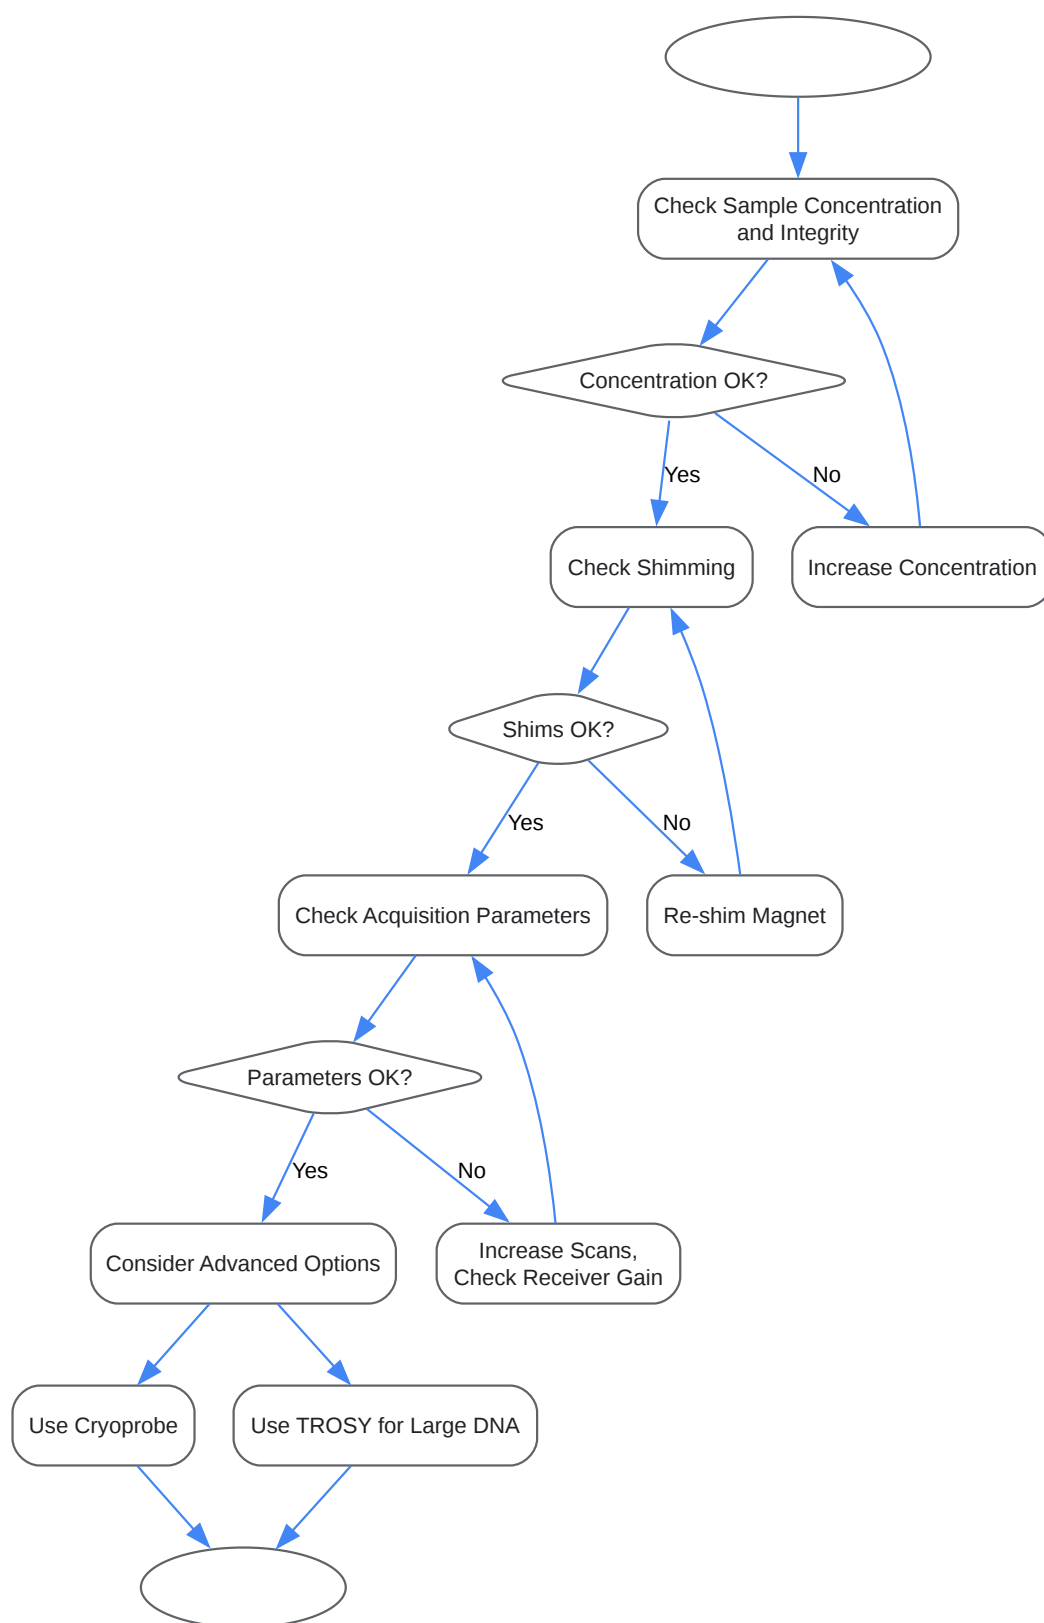 Check Sample Concentration
and Integrity
Concentration OK?
Yes
No
Check Shimming
Increase Concentration
Shims OK?
Yes
No
Check Acquisition Parameters
Re-shim Magnet
Parameters OK?
Yes
No
Consider Advanced Options
Increase Scans,
Check Receiver Gain
Use Cryoprobe
Use TROSY for Large DNA